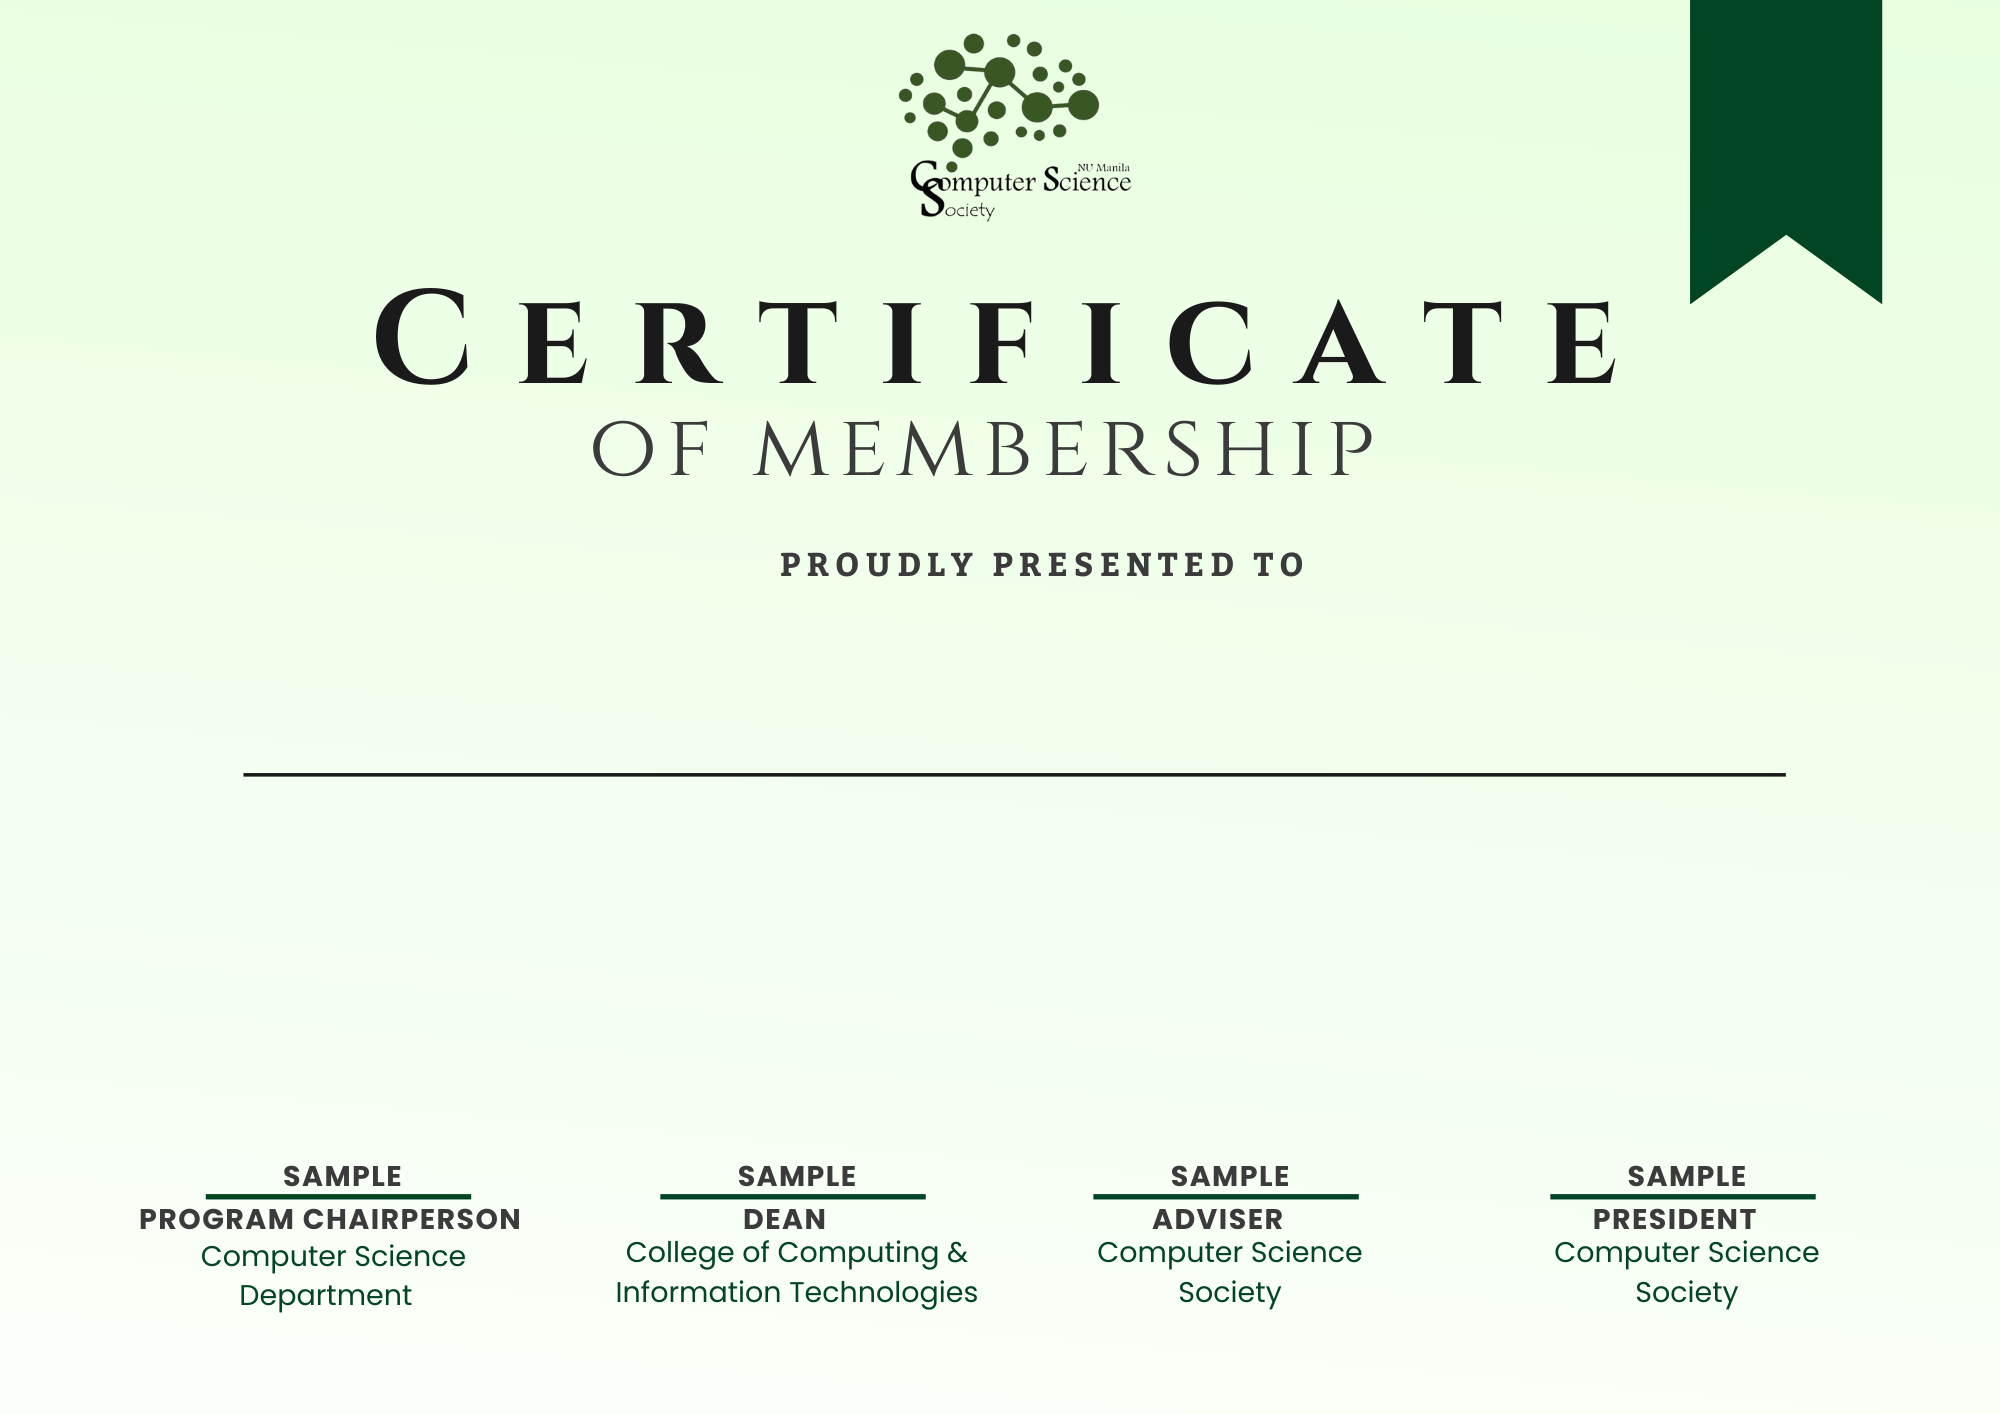 NU Manila
Computer Science
Society
CERTIFICATE
OF MEMBERSHIP
PROUDLY PRESENTED TO
SAMPLE
PROGRAM CHAIRPERSON
Computer Science
Department
SAMPLE
DEAN
College of Computing &
Information Technologies
SAMPLE
ADVISER
Computer Science
Society
SAMPLE
PRESIDENT
Computer Science
Society